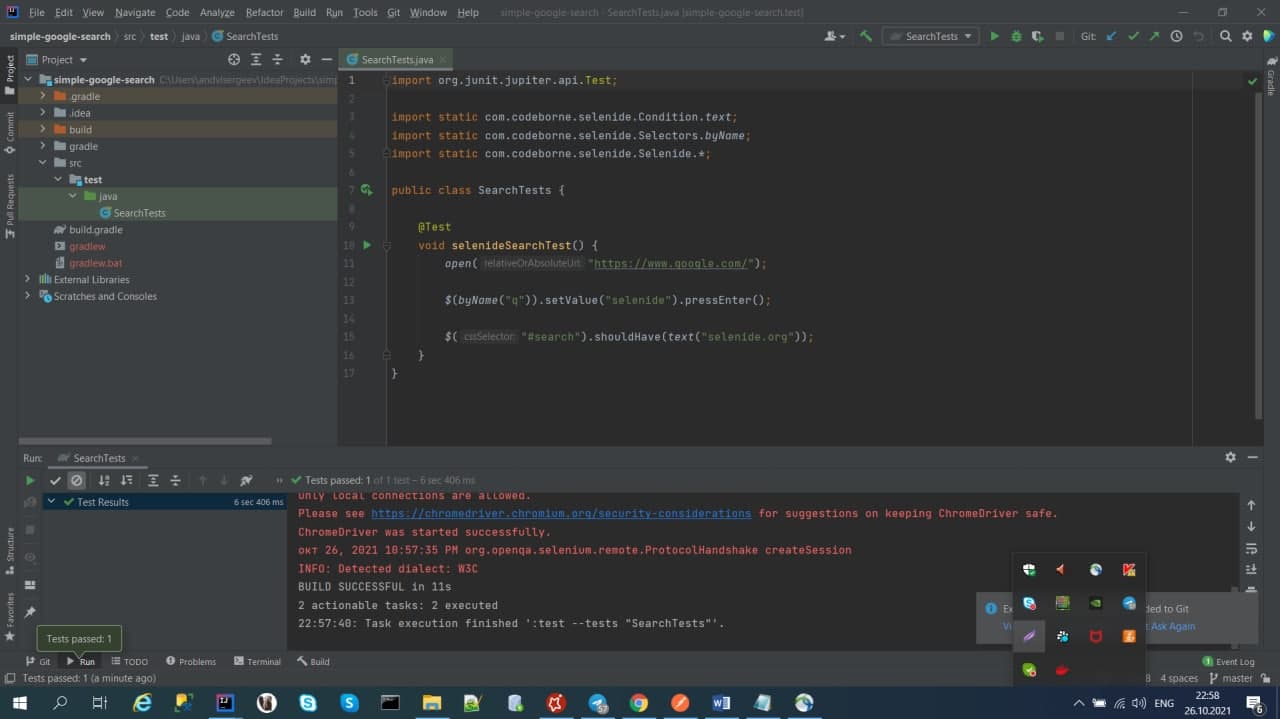 File Edit View Navigate Code Analyze Refactor Build Run Tools Git Window Help simple-google-search - SearchTests.java [simple-google-search.test]
simple-google-search src test java SearchTests
SearchTests Git:
Project SearchTests.java
Project
Commit
Pull Requests
Structure
Favorites
Gradle
simple-google-search C:\Users\andvisergeev\IdeaProjects\simp
.gradle
.idea
build
gradle
src
test
java
SearchTests
build.gradle
gradlew
gradlew.bat
External Libraries
Scratches and Consoles
1 import org.junit.jupiter.api.Test;
2
3 import static com.codeborne.selenide.Condition.text;
4 import static com.codeborne.selenide.Selectors.byName;
5 import static com.codeborne.selenide.Selenide.*;
6
7 public class SearchTests {
8
9 @Test
10 void selenideSearchTest() {
11 open( relativeOrAbsoluteUrl: "https://www.google.com/");
12
13 $(byName("q")).setValue("selenide").pressEnter();
14
15 $( cssSelector: "#search").shouldHave(text("selenide.org"));
16 }
17 }
Run: SearchTests
Tests passed: 1 of 1 test – 6 sec 406 ms
Test Results 6 sec 406 ms
Only local connections are allowed.
Please see https://chromedriver.chromium.org/security-considerations for suggestions on keeping ChromeDriver safe.
ChromeDriver was started successfully.
окт 26, 2021 10:57:35 PM org.openqa.selenium.remote.ProtocolHandshake createSession
INFO: Detected dialect: W3C
BUILD SUCCESSFUL in 11s
2 actionable tasks: 2 executed
22:57:40: Task execution finished ':test --tests "SearchTests"'.
ded to Git
t Ask Again
Tests passed: 1
Git Run TODO Problems Terminal Build 1 Event Log
Tests passed: 1 (a minute ago) 4 spaces master
ENG 22:58
26.10.2021 6